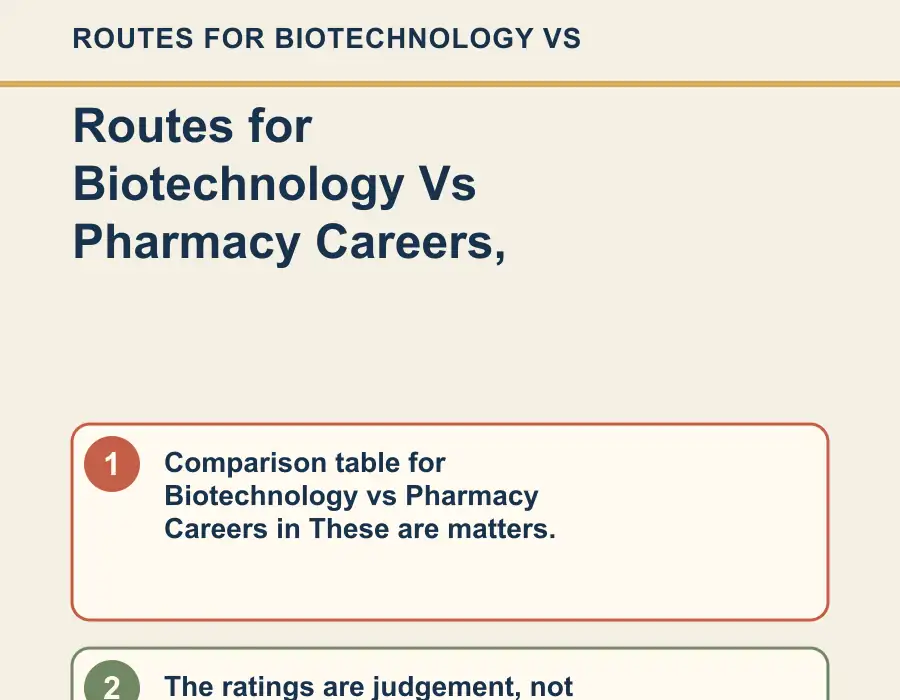 ROUTES FOR BIOTECHNOLOGY VS
Routes for
Biotechnology Vs
Pharmacy Careers,
1
Comparison table for
Biotechnology vs Pharmacy
Careers in These are matters.
2
The ratings are judgement, not